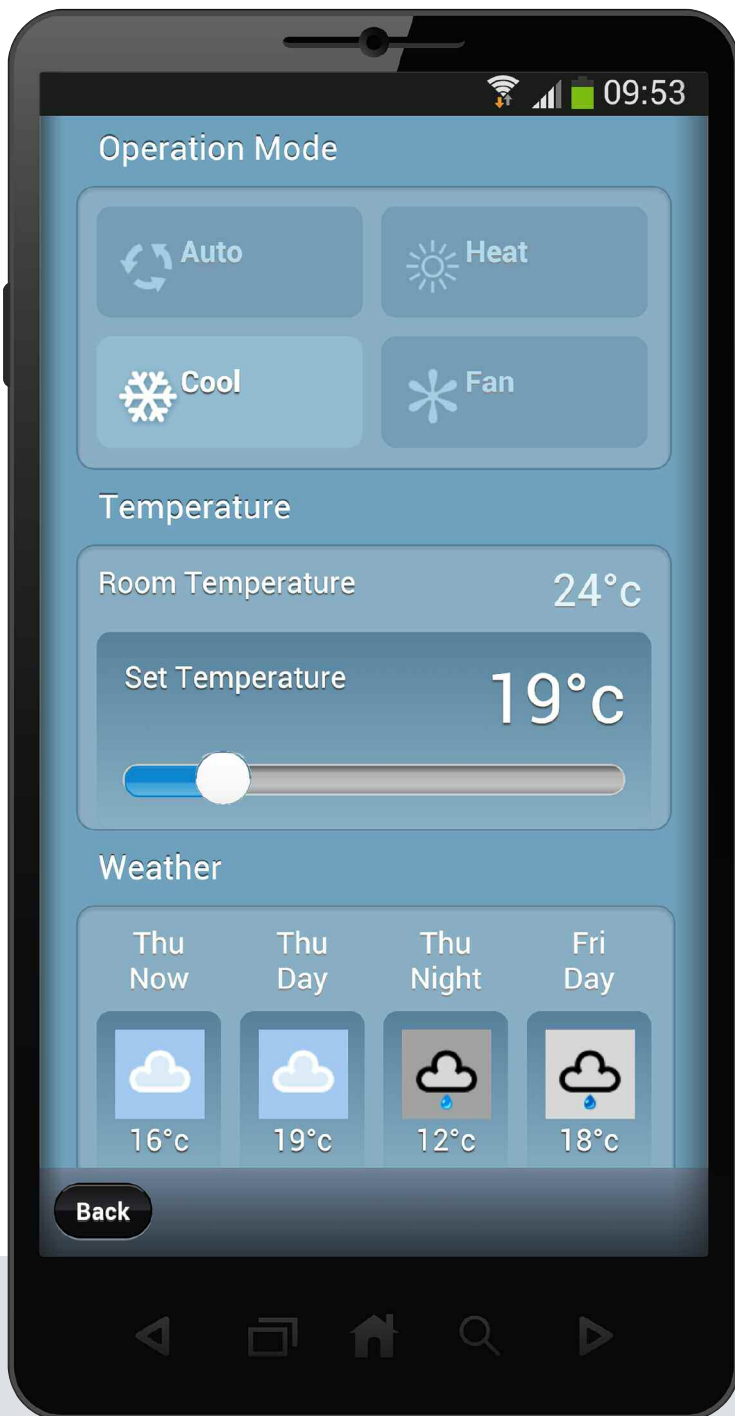 09:53
Operation Mode
Auto
Heat
Cool
Fan
Temperature
Room Temperature 24°c
Set Temperature 19°c
Weather
Thu Now
Thu Day
Thu Night
Fri Day
16°c 19°c 12°c 18°c
Back